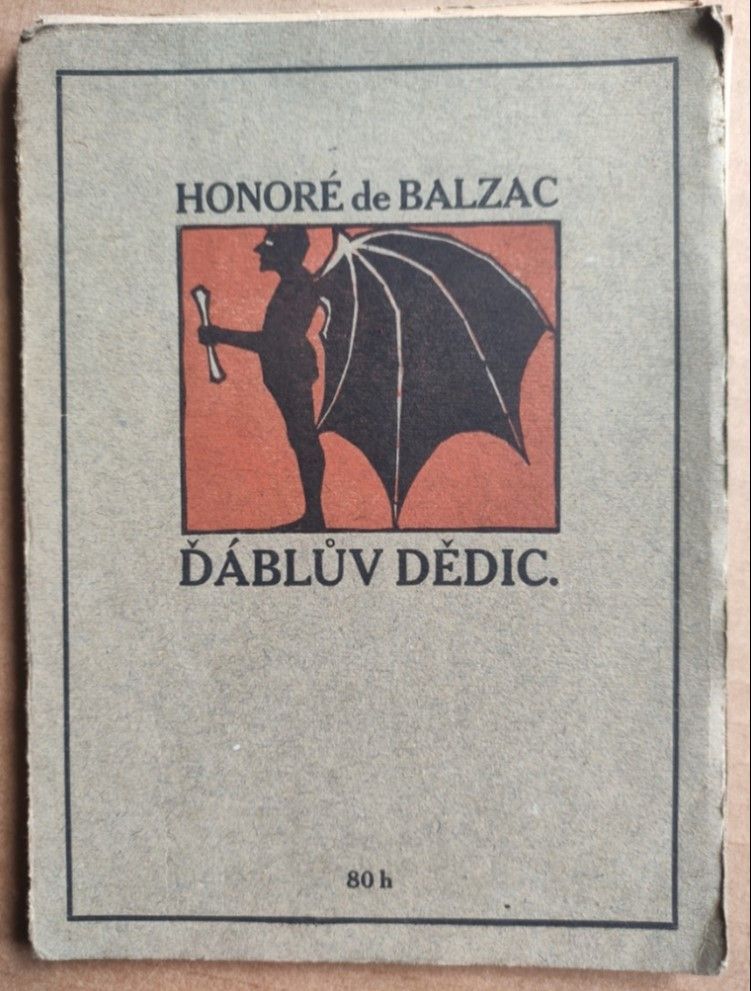 HONORÉ de BALZAC
ĎÁBLŮV DĚDIC.
80 h